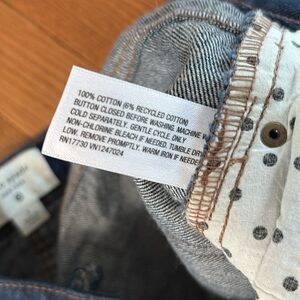 100% COTTON (6% RECYCLED COTTON)
BUTTON CLOSED BEFORE WASHING. MACHINE
COLD SEPARATELY. GENTLE CYCLE. ONLY
NON-CHLORINE BLEACH IF NEEDED. TUMBLE DRY
LOW. REMOVE PROMPTLY. WARM IRON IF NEEDED.
RN17730 VN1247024